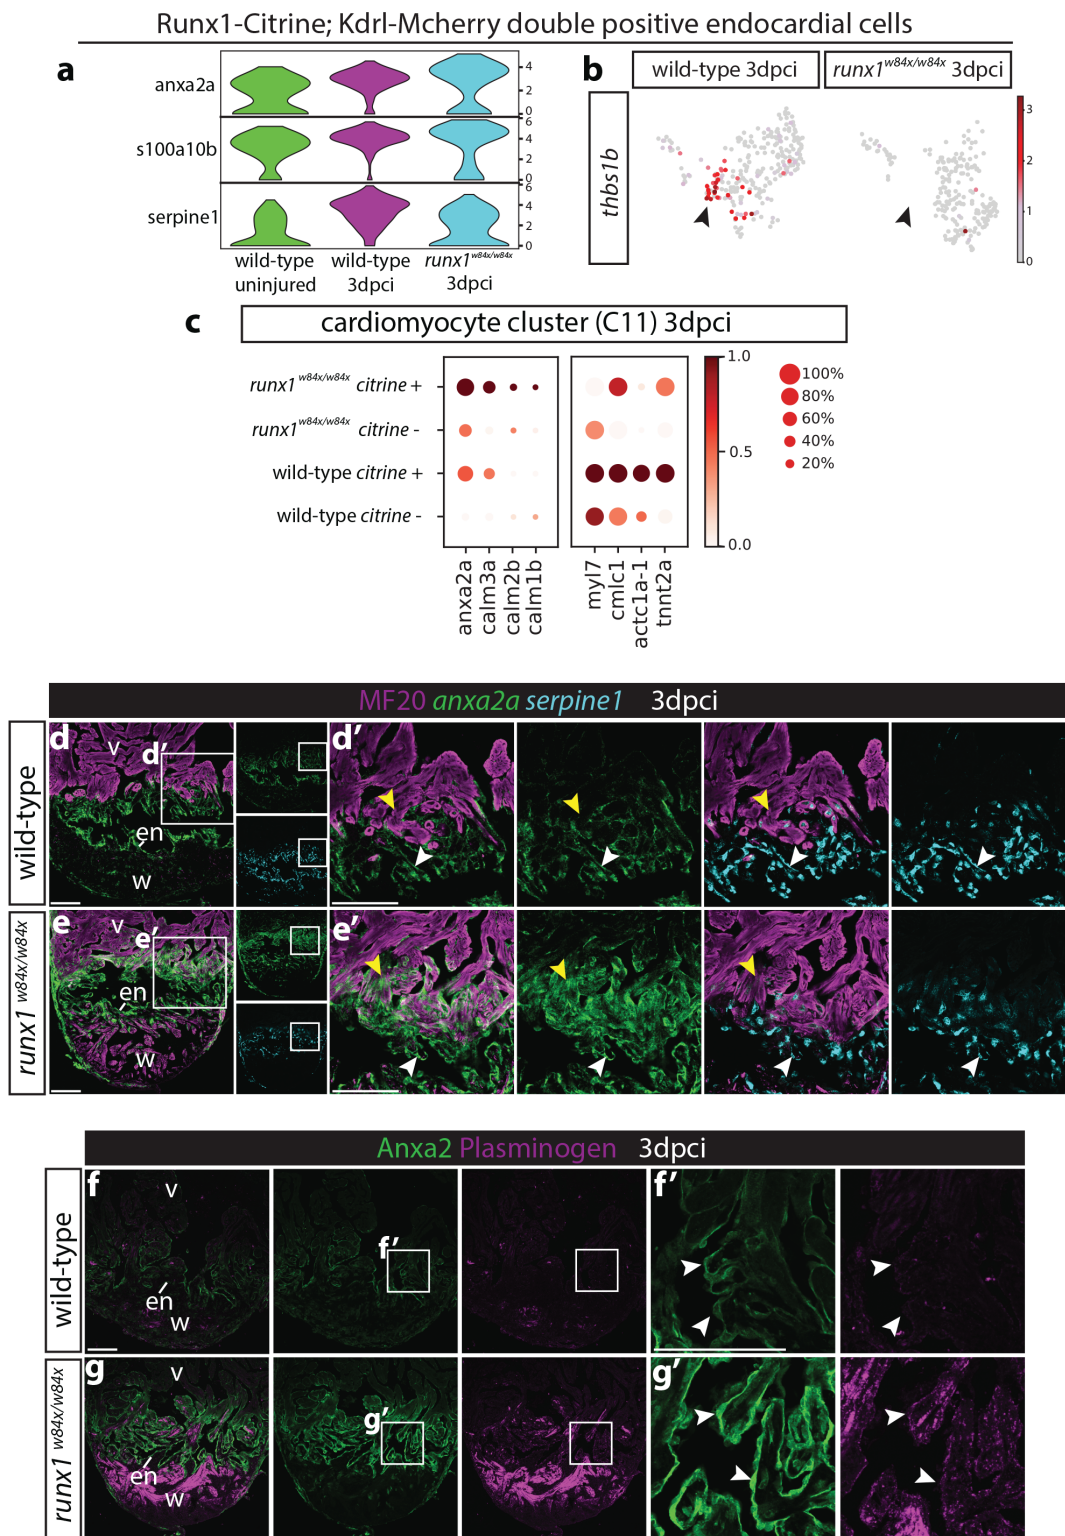 Runx1-Citrine; Kdrl-Mcherry double positive endocardial cells
a
anxa2a
4
2
0
s100a10b
6
4
2
0
serpine1
6
4
2
0
wild-type uninjured
wild-type 3dpci
runx1 w84x/w84x 3dpci
b
wild-type 3dpci
runx1 w84x/w84x 3dpci
thbs1b
3
2
1
0
c
cardiomyocyte cluster (C11) 3dpci
runx1 w84x/w84x citrine +
runx1 w84x/w84x citrine -
wild-type citrine +
wild-type citrine -
anxa2a
calm3a
calm2b
calm1b
myl7
cmlc1
actc1a-1
tnnt2a
1.0
0.5
0.0
100%
80%
60%
40%
20%
MF20 anxa2a serpine1 3dpci
wild-type
d
v
d'
en
w
d'
runx1 w84x/w84x
e
v
e'
en
w
e'
Anxa2 Plasminogen 3dpci
wild-type
f
v
en
w
f'
f'
runx1 w84x/w84x
g
v
en
w
g'
g'